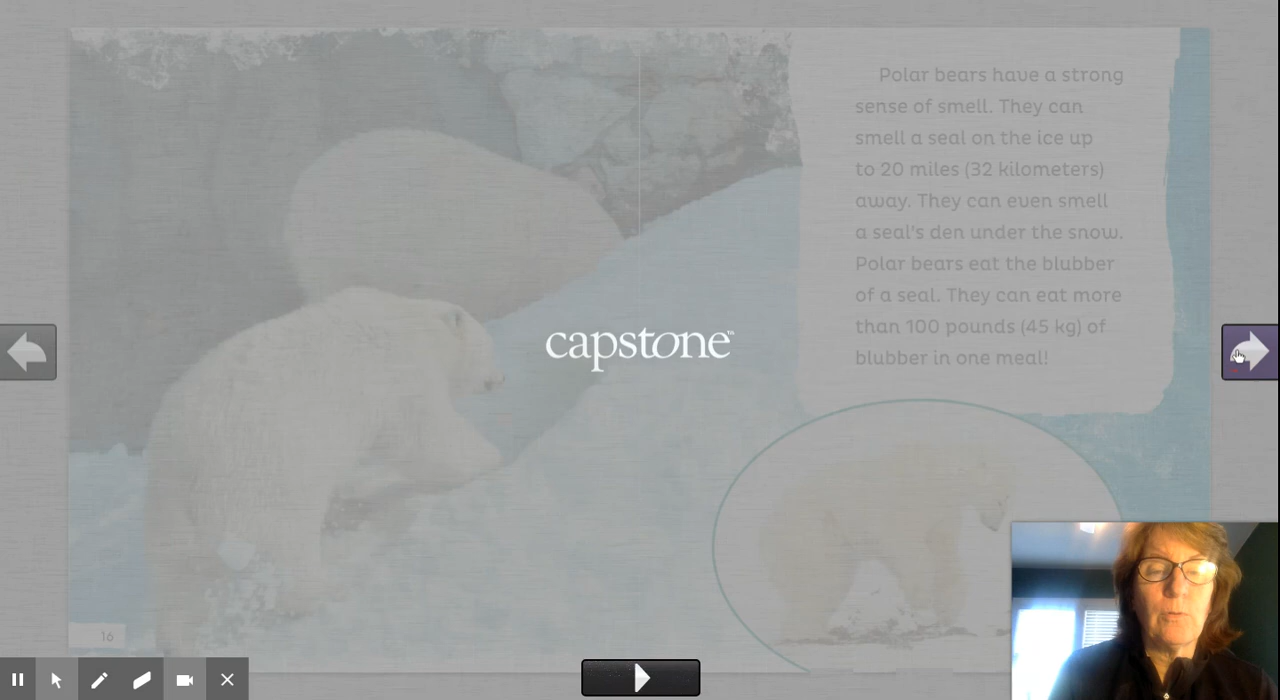 Polar bears have a strong
sense of smell. They can
smell a seal on the ice up
to 20 miles (32 kilometers)
away. They can even smell
a seal's den under the snow.
Polar bears eat the blubber
of a seal. They can eat more
than 100 pounds (45 kg) of
blubber in one meal!
capstone™
16